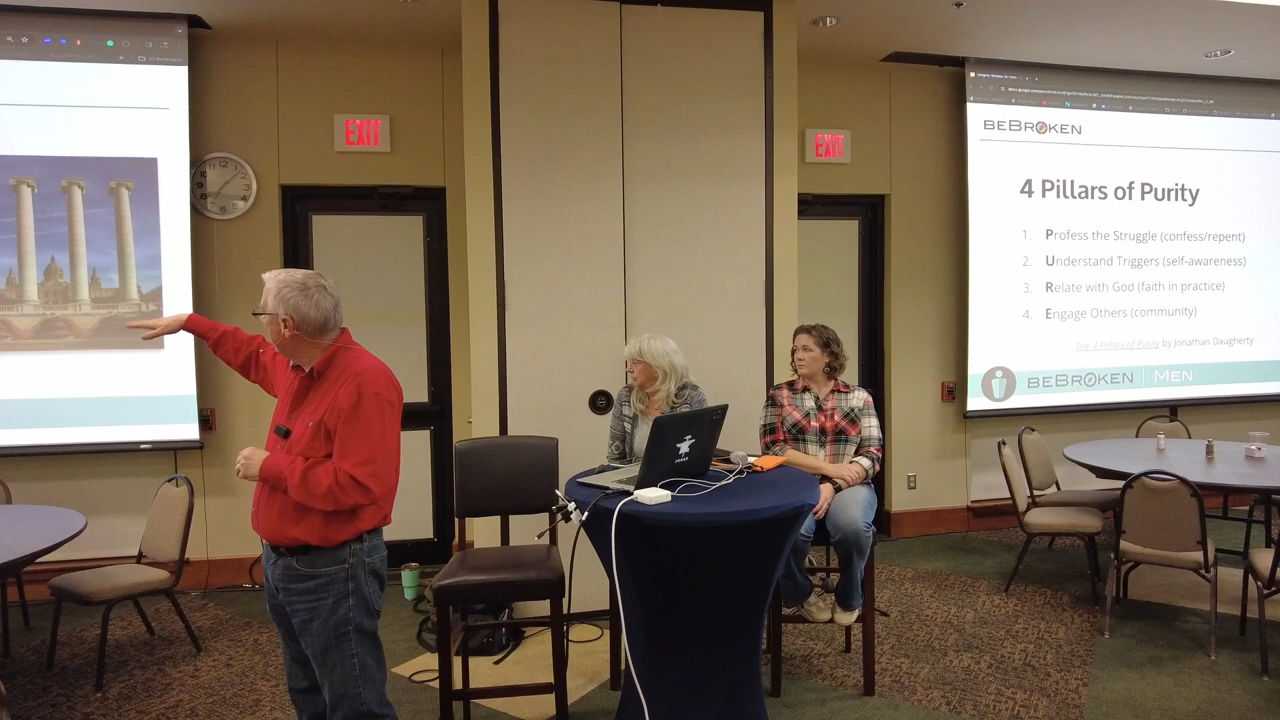 EXIT
EXIT
BEBROKEN
4 Pillars of Purity
1. Profess the Struggle (confess/repent)
2. Understand Triggers (self-awareness)
3. Relate with God (faith in practice)
4. Engage Others (community)
The 4 Pillars of Purity by Jonathan Daugherty
BEBROKEN | MEN
FORGE